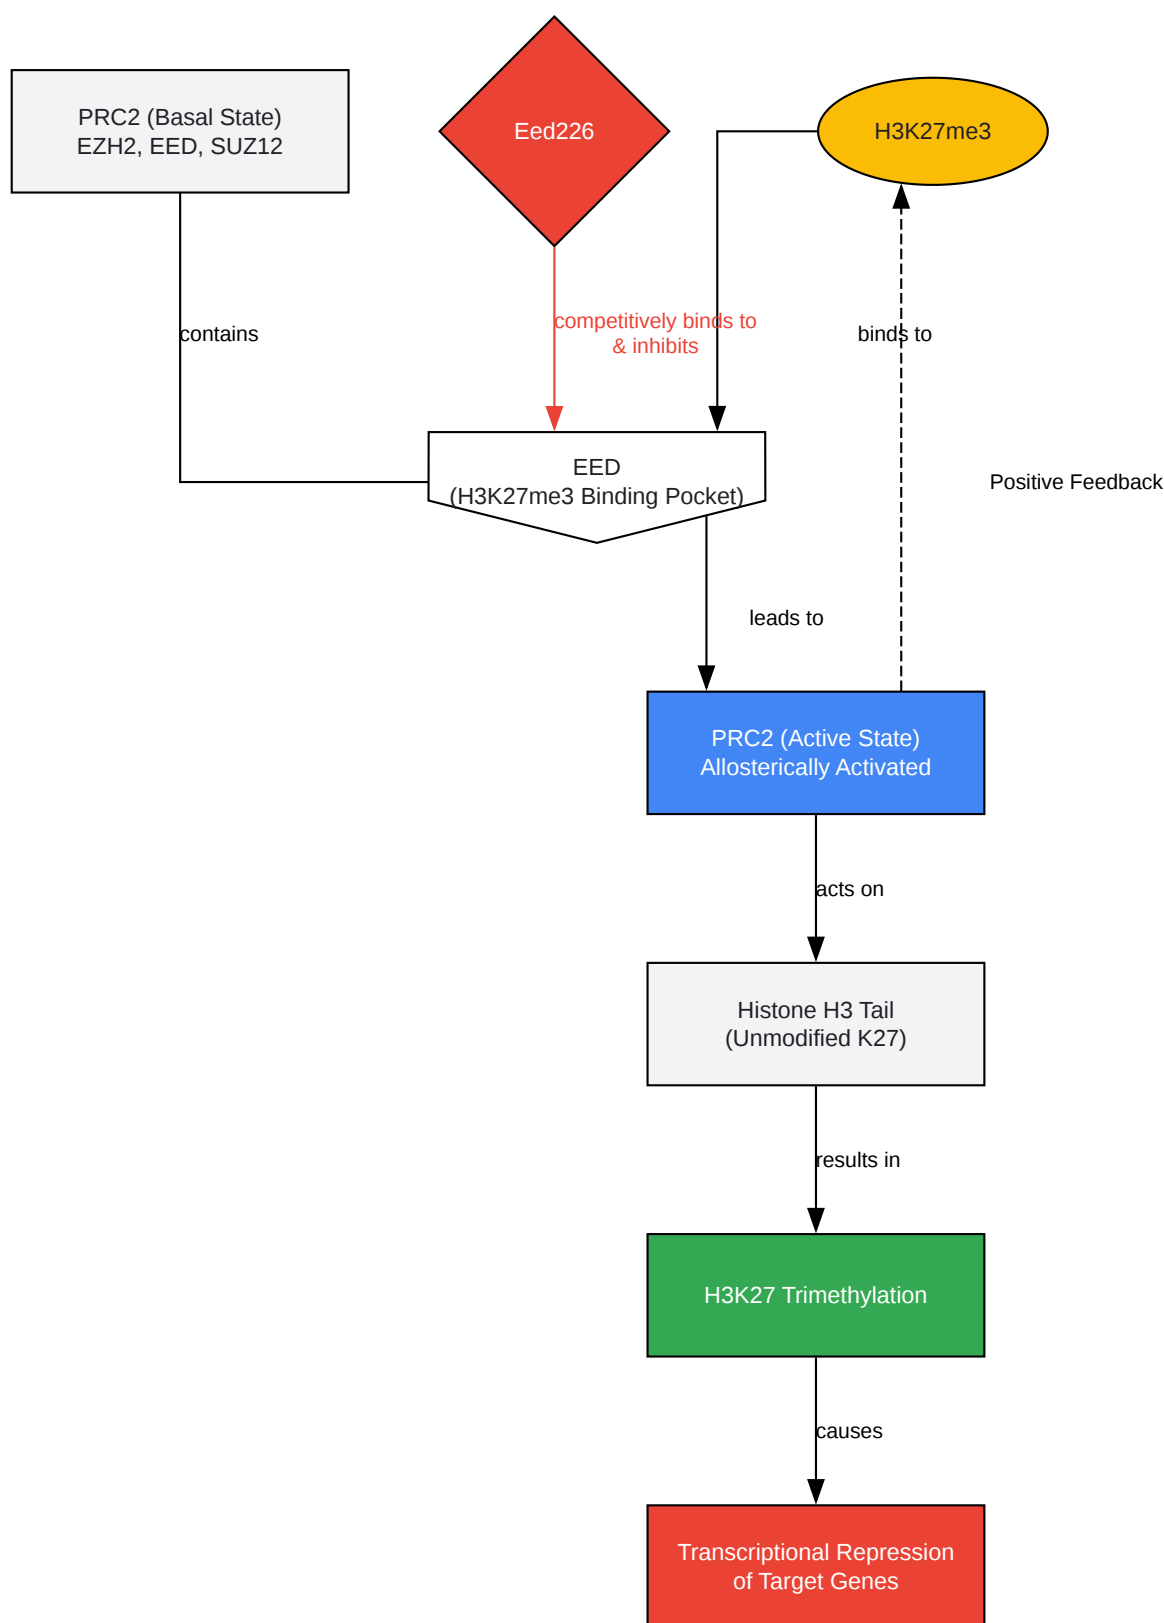 PRC2 (Basal State)
EZH2, EED, SUZ12
Eed226
H3K27me3
contains
competitively binds to
& inhibits
binds to
EED
(H3K27me3 Binding Pocket)
Positive Feedback
leads to
PRC2 (Active State)
Allosterically Activated
acts on
Histone H3 Tail
(Unmodified K27)
results in
H3K27 Trimethylation
causes
Transcriptional Repression
of Target Genes